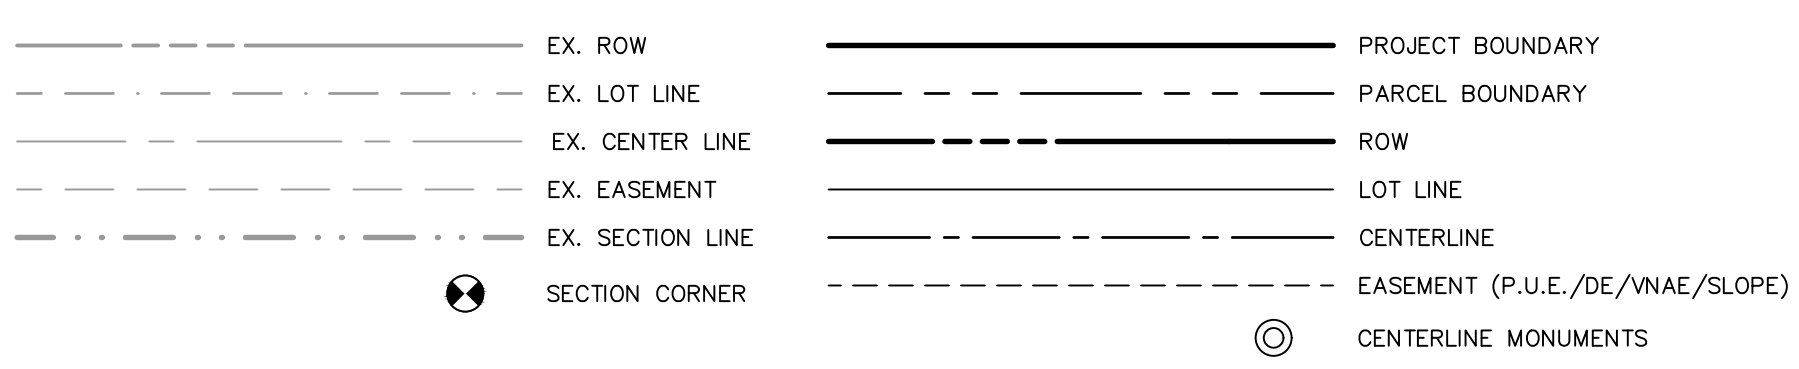 EX. ROW
EX. LOT LINE
EX. CENTER LINE
EX. EASEMENT
EX. SECTION LINE
SECTION CORNER
PROJECT BOUNDARY
PARCEL BOUNDARY
ROW
LOT LINE
CENTERLINE
EASEMENT (P.U.E./DE/VNAE/SLOPE)
CENTERLINE MONUMENTS